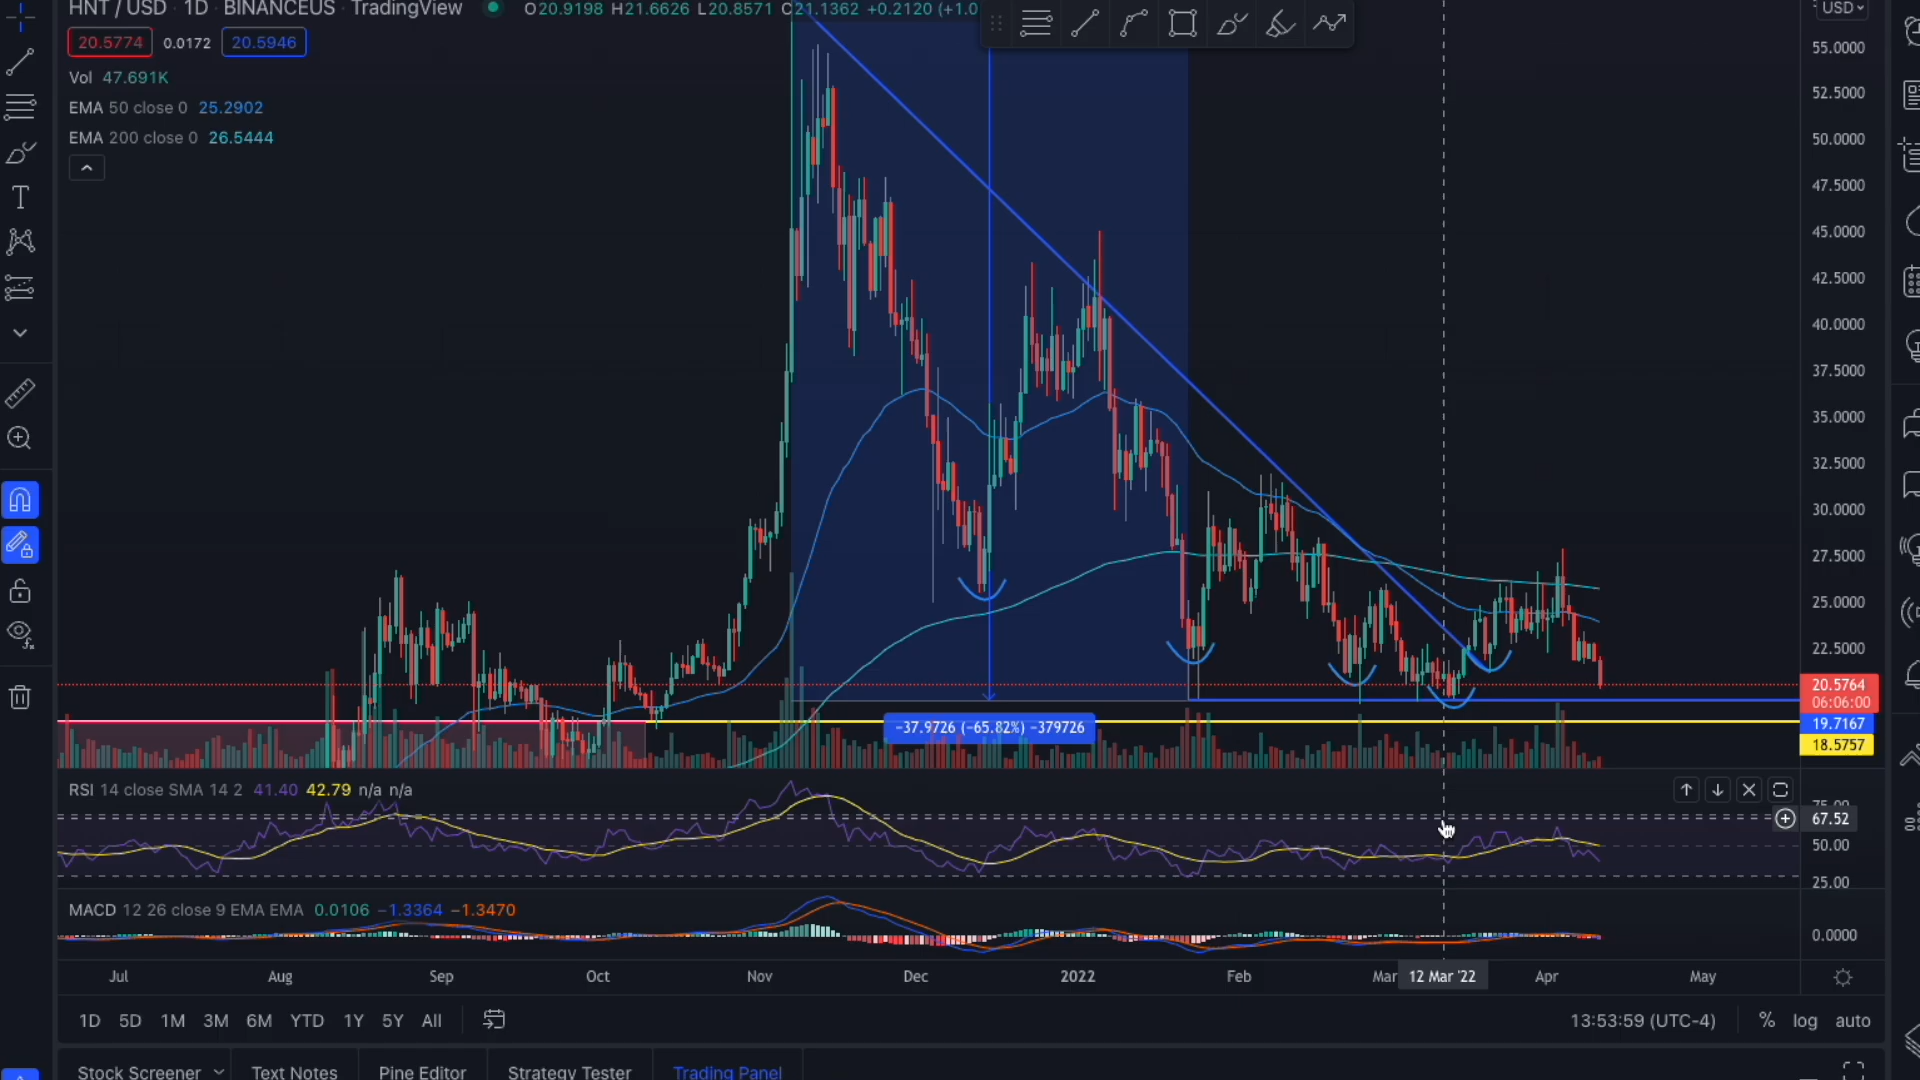 HNT / USD · 1D · BINANCEUS · TradingView O20.9198 H21.6626 L20.8571 C21.1362 +0.2120 (+1.0
USD
20.5774 0.0172 20.5946
Vol 47.691K
EMA 50 close 0 25.2902
EMA 200 close 0 26.5444
55.0000
52.5000
50.0000
47.5000
45.0000
42.5000
40.0000
37.5000
35.0000
32.5000
30.0000
27.5000
25.0000
22.5000
20.5764
06:06:00
19.7167
18.5757
−37.9726 (−65.82%) −379726
RSI 14 close SMA 14 2 41.40 42.79 n/a n/a
75.00
67.52
50.00
25.00
MACD 12 26 close 9 EMA EMA 0.0106 −1.3364 −1.3470
0.0000
Jul Aug Sep Oct Nov Dec 2022 Feb Mar 12 Mar '22 Apr May
1D 5D 1M 3M 6M YTD 1Y 5Y All 13:53:59 (UTC-4) % log auto
Stock Screener Text Notes Pine Editor Strategy Tester Trading Panel